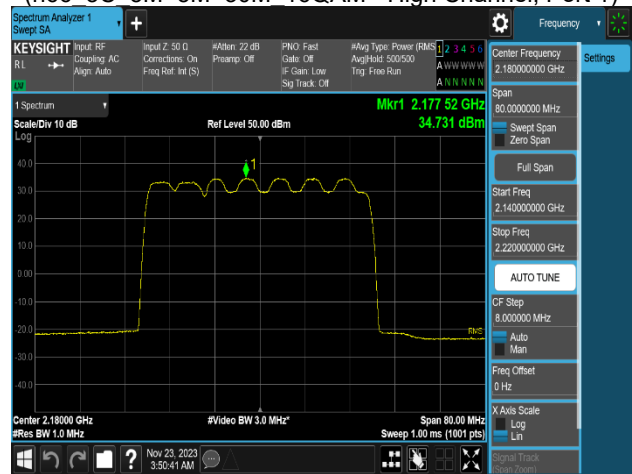 Spectrum Analyzer 1
Swept SA
+
Frequency
KEYSIGHT
RL
Input: RF
Coupling: AC
Align: Auto
Input Z: 50 Ω
Corrections: On
Freq Ref: Int (S)
#Atten: 22 dB
Preamp: Off
PNO: Fast
Gate: Off
IF Gain: Low
Sig Track: Off
#Avg Type: Power (RMS
Avg|Hold: 500/500
Trig: Free Run
1 2 3 4 5 6
A W W W W W
A N N N N N
Center Frequency
2.180000000 GHz
Settings
1 Spectrum
Scale/Div 10 dB
Ref Level 50.00 dBm
Mkr1 2.177 52 GHz
34.731 dBm
Span
80.0000000 MHz
Swept Span
Zero Span
Full Span
Start Freq
2.140000000 GHz
Stop Freq
2.220000000 GHz
AUTO TUNE
CF Step
8.000000 MHz
Auto
Man
Freq Offset
0 Hz
X Axis Scale
Log
Lin
Signal Track
(Span Zoom)
Log
40.0
30.0
20.0
10.0
0.00
-10.0
-20.0
-30.0
-40.0
1
RMS
Center 2.18000 GHz
#Res BW 1.0 MHz
#Video BW 3.0 MHz*
Span 80.00 MHz
Sweep 1.00 ms (1001 pts)
?
Nov 23, 2023
3:50:41 AM